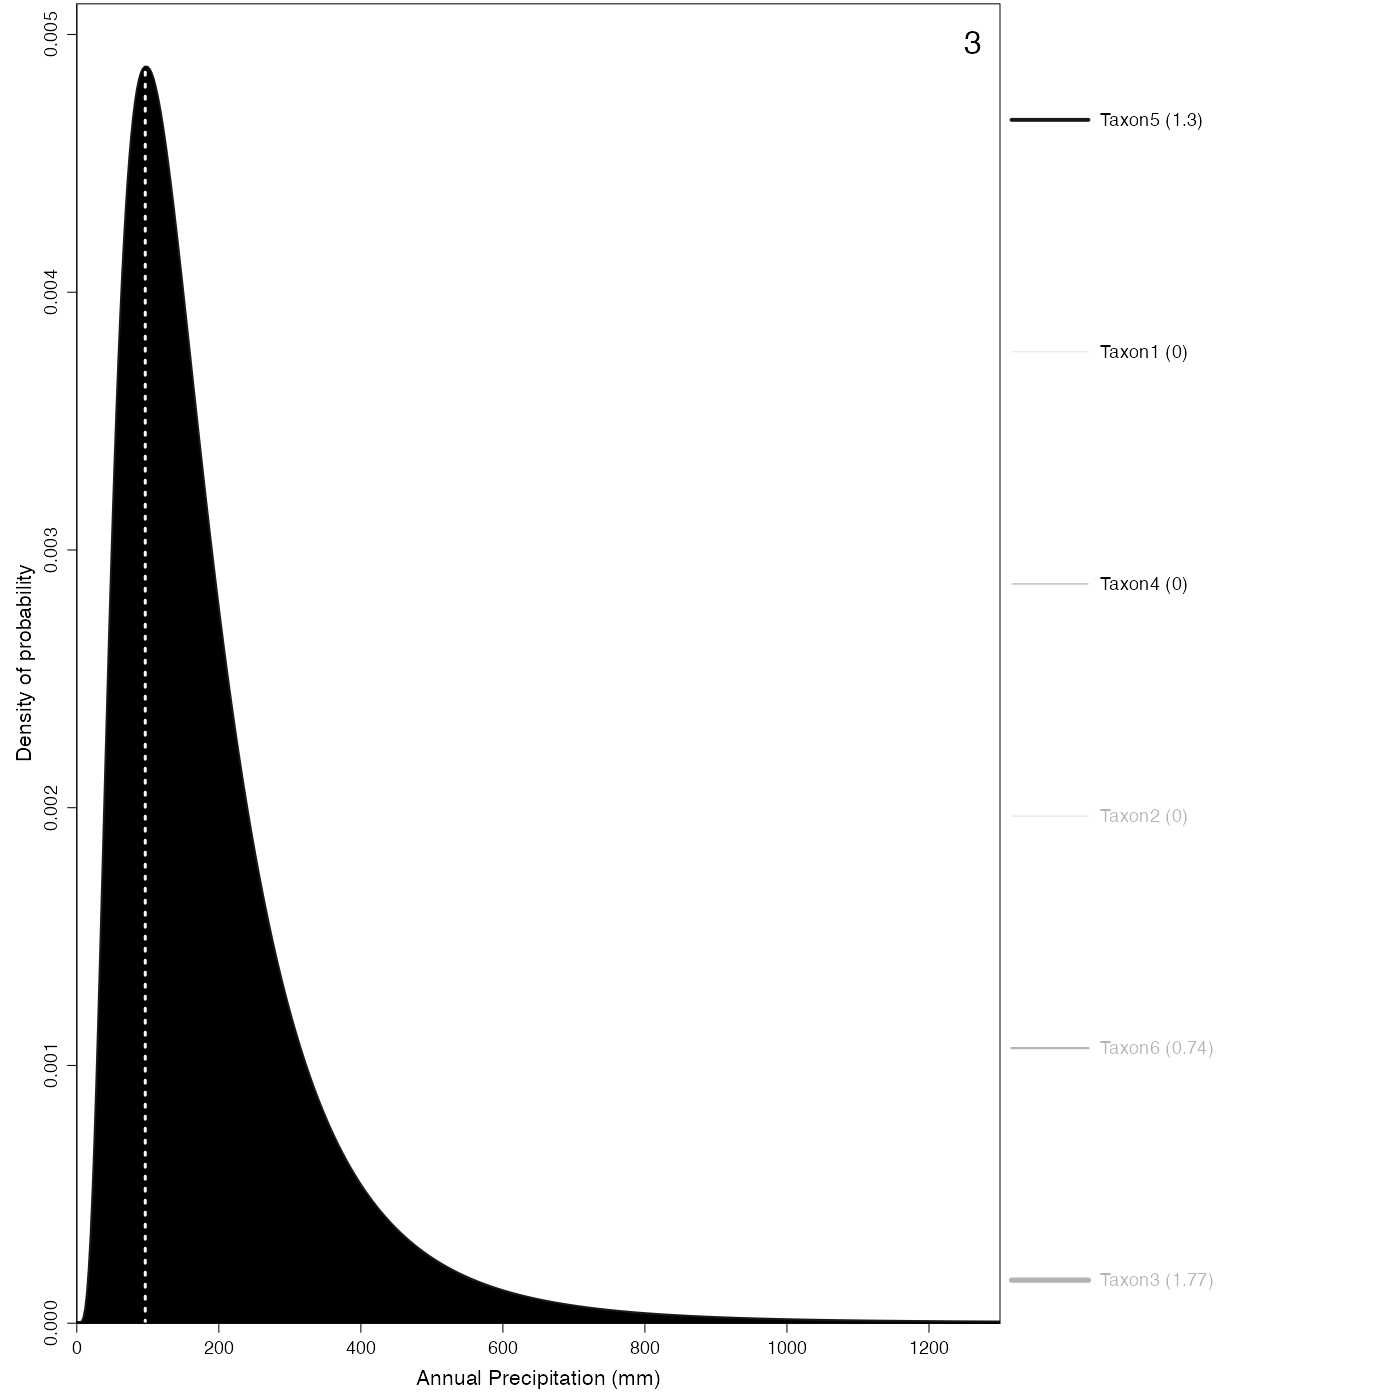 3
0.005
0.004
0.003
0.002
0.001
0.000
Density of probability
0 200 400 600 800 1000 1200
Annual Precipitation (mm)
Taxon5 (1.3)
Taxon1 (0)
Taxon4 (0)
Taxon2 (0)
Taxon6 (0.74)
Taxon3 (1.77)